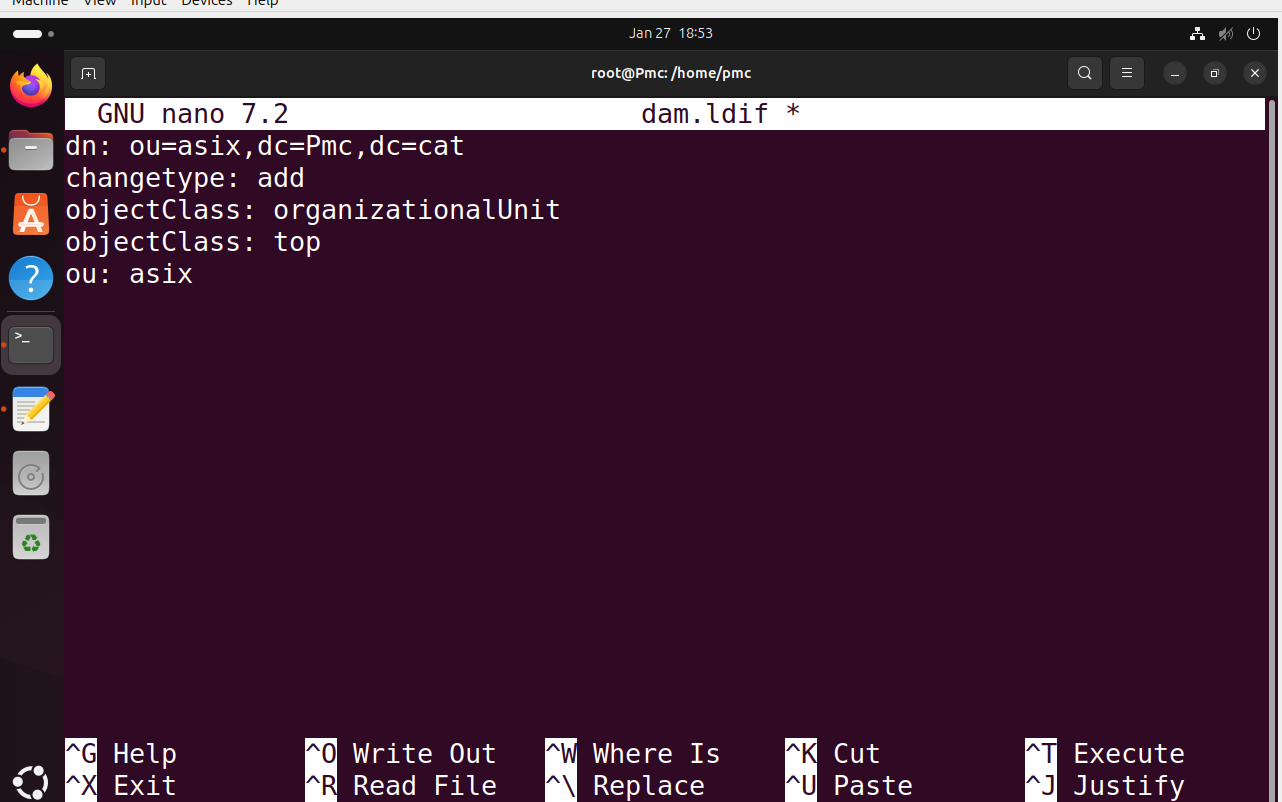 Machine View Input Devices Help
Jan 27 18:53
root@Pmc: /home/pmc
GNU nano 7.2 dam.ldif *
dn: ou=asix,dc=Pmc,dc=cat
changetype: add
objectClass: organizationalUnit
objectClass: top
ou: asix
^G Help ^O Write Out ^W Where Is ^K Cut ^T Execute
^X Exit ^R Read File ^\ Replace ^U Paste ^J Justify